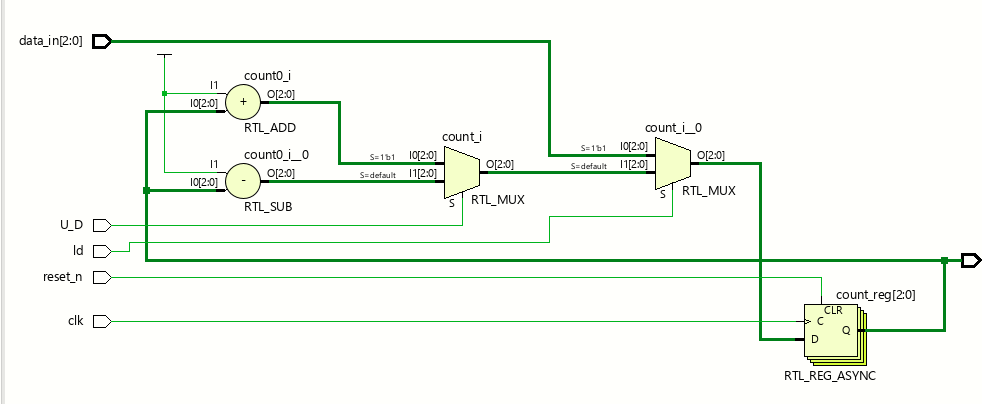 data_in[2:0]
count0_i
I1
I0[2:0]
+
O[2:0]
RTL_ADD
count0_i__0
I1
I0[2:0]
-
O[2:0]
RTL_SUB
count_i
S=1'b1
I0[2:0]
S=default
I1[2:0]
O[2:0]
S
RTL_MUX
count_i__0
S=1'b1
I0[2:0]
S=default
I1[2:0]
O[2:0]
S
RTL_MUX
U_D
ld
reset_n
clk
count_reg[2:0]
CLR
C
D
Q
RTL_REG_ASYNC